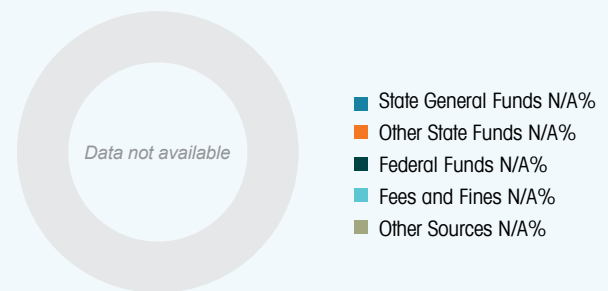 Data not available
State General Funds N/A%
Other State Funds N/A%
Federal Funds N/A%
Fees and Fines N/A%
Other Sources N/A%